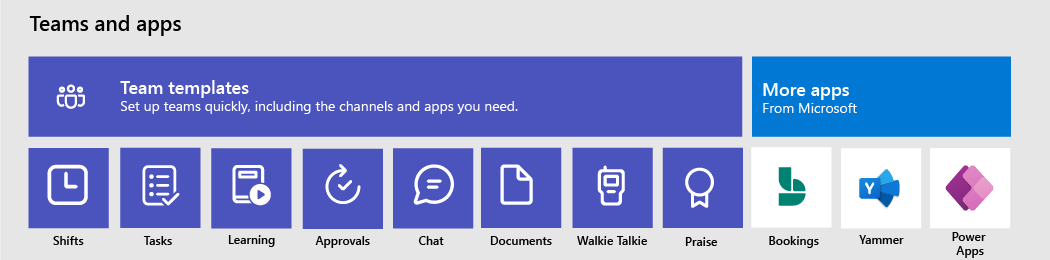 Teams and apps
Team templates
Set up teams quickly, including the channels and apps you need.
More apps
From Microsoft
Shifts
Tasks
Learning
Approvals
Chat
Documents
Walkie Talkie
Praise
Bookings
Y
Yammer
Power
Apps